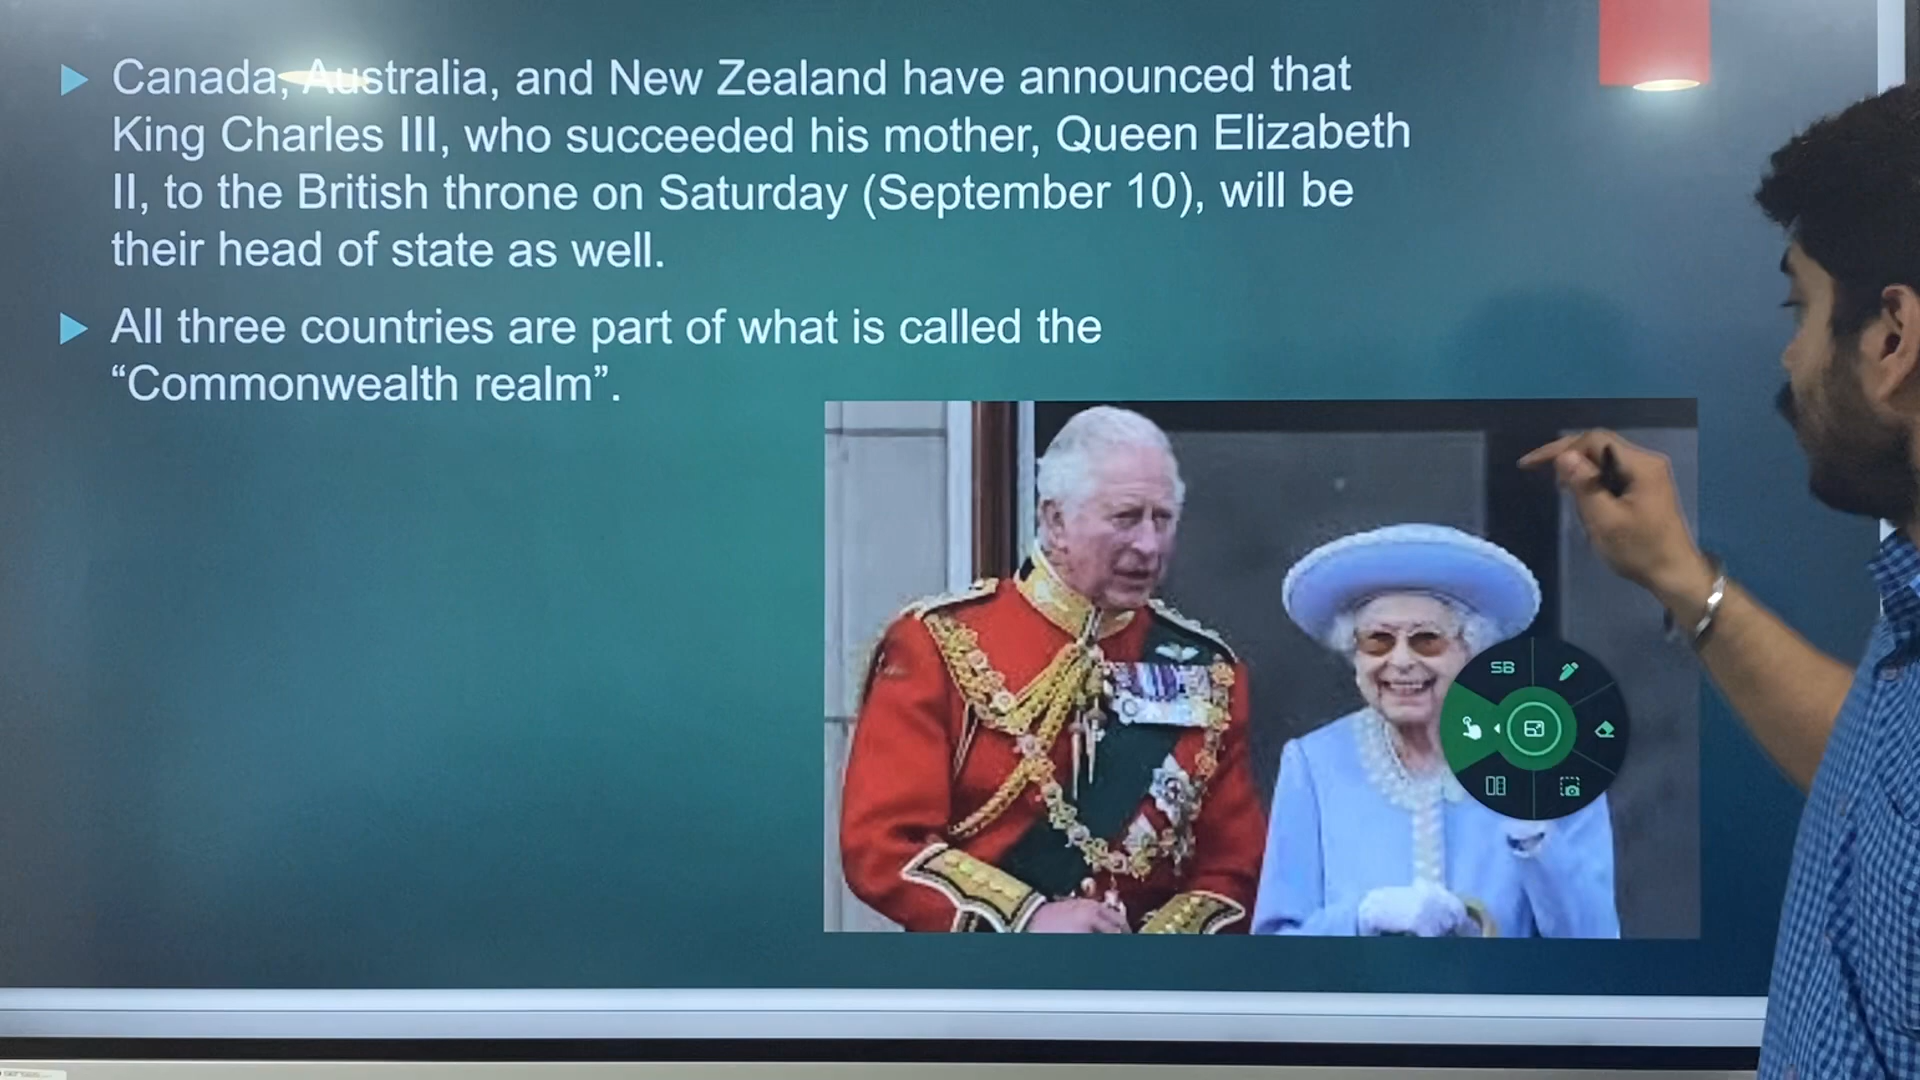 Canada, Australia, and New Zealand have announced that
King Charles III, who succeeded his mother, Queen Elizabeth
II, to the British throne on Saturday (September 10), will be
their head of state as well.
All three countries are part of what is called the
“Commonwealth realm”.
SB